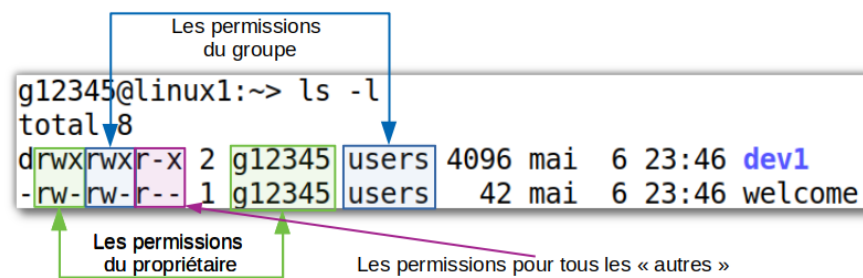 Les permissions
du groupe
g12345@linux1:~> ls -l
total 8
drwxrwxr-x 2 g12345 users 4096 mai  6 23:46 dev1
-rw-rw-r-- 1 g12345 users   42 mai  6 23:46 welcome
Les permissions
du propriétaire
Les permissions pour tous les « autres »